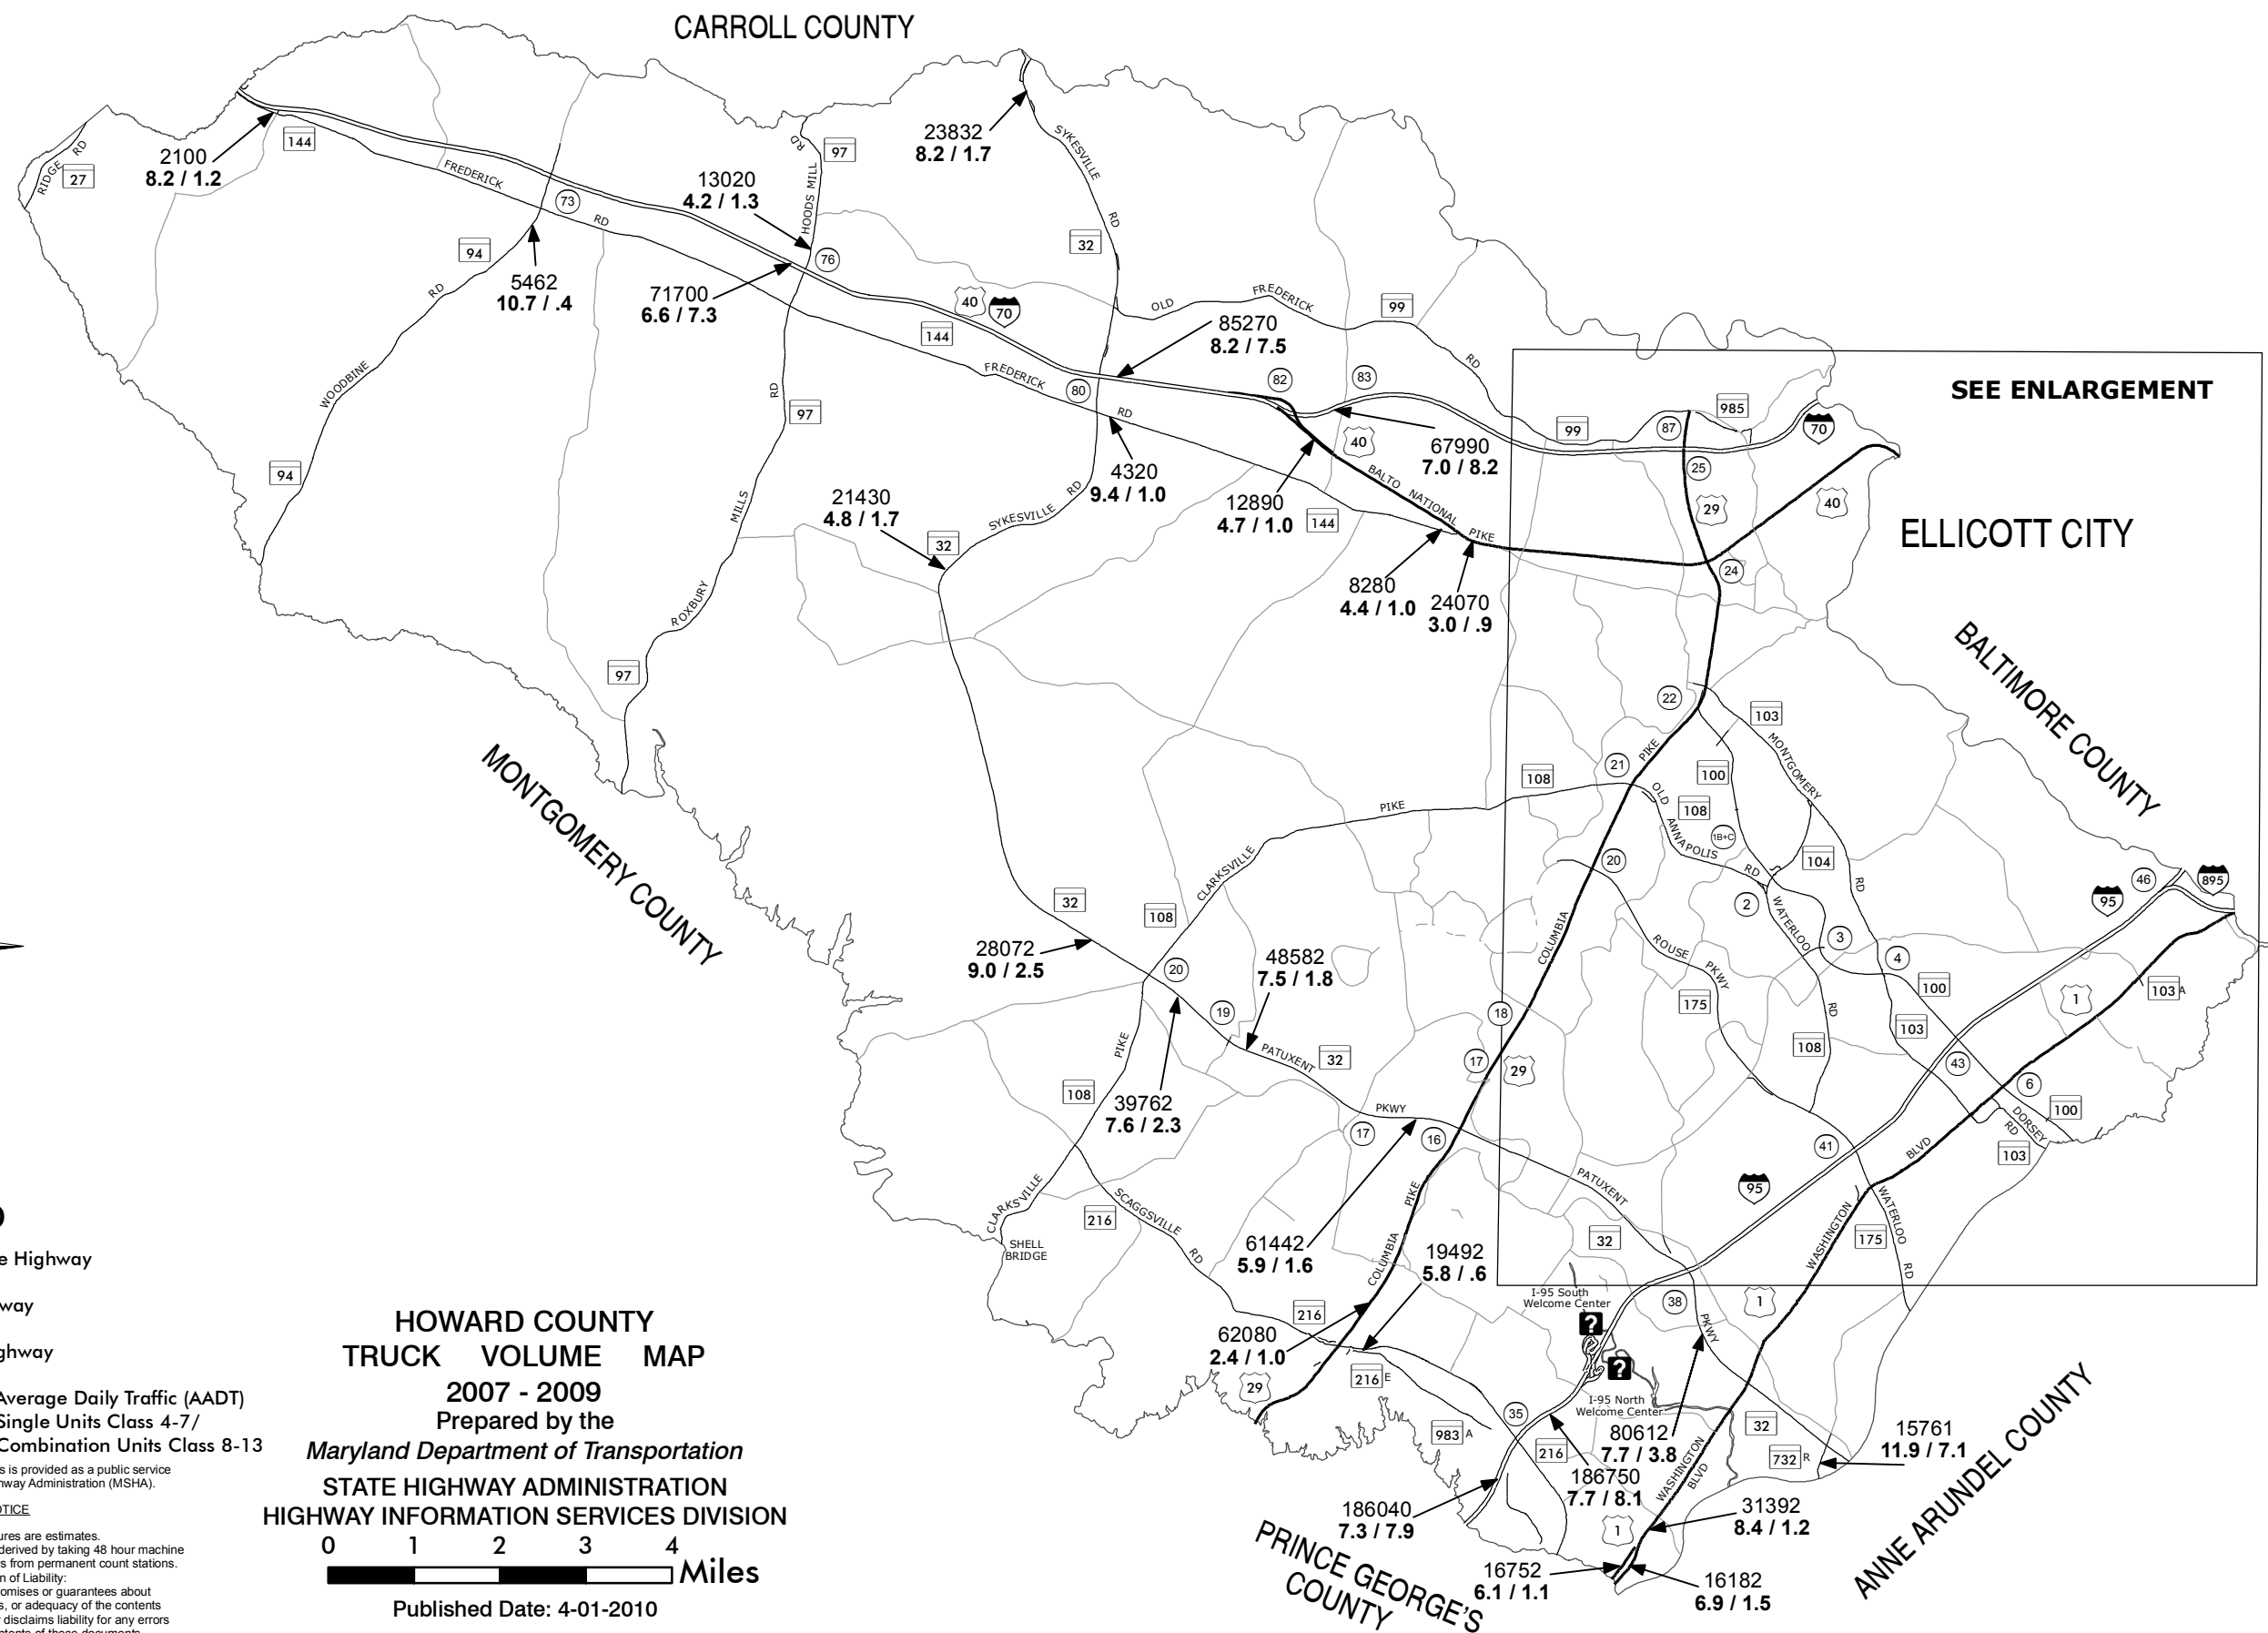 CARROLL COUNTY
144
2100
8.2 / 1.2
RIDGE RD
27
FREDERICK RD
73
94
5462
10.7 / .4
WOODBINE RD
94
13020
4.2 / 1.3
HOODS MILL RD
97
76
71700
6.6 / 7.3
40
70
144
23832
8.2 / 1.7
SYKESVILLE RD
32
OLD FREDERICK RD
99
85270
8.2 / 7.5
FREDERICK RD
80
82
83
40
67990
7.0 / 8.2
99
87
985
70
SEE ENLARGEMENT
97
ROXBURY MILLS RD
97
21430
4.8 / 1.7
32
SYKESVILLE RD
4320
9.4 / 1.0
12890
4.7 / 1.0
144
BALTO NATIONAL PIKE
8280
4.4 / 1.0
24070
3.0 / .9
25
29
40
24
ELLICOTT CITY
BALTIMORE COUNTY
MONTGOMERY COUNTY
22
103
MONTGOMERY RD
21
PIKE
100
108
CLARKSVILLE PIKE
OLD ANNAPOLIS RD
108
1B+C
104
20
2
WATERLOO RD
3
4
100
46
895
95
1
103 A
32
108
28072
9.0 / 2.5
20
48582
7.5 / 1.8
19
PATUXENT PKWY
32
COLUMBIA
ROUSE PKWY
175
18
17
29
108
103
43
6
100
DORSEY RD
103
108
PIKE
39762
7.6 / 2.3
17
16
PATUXENT
41
BLVD
95
CLARKSVILLE
SHELL
BRIDGE
216
SCAGGSVILLE RD
61442
5.9 / 1.6
19492
5.8 / .6
COLUMBIA PIKE
32
WASHINGTON
WATERLOO RD
175
I-95 South
Welcome Center
?
38
1
PKWY
216
62080
2.4 / 1.0
29
216 E
?
I-95 North
Welcome Center
983 A
35
216
80612
7.7 / 3.8
186750
7.7 / 8.1
WASHINGTON BLVD
32
732 R
15761
11.9 / 7.1
186040
7.3 / 7.9
1
31392
8.4 / 1.2
16752
6.1 / 1.1
16182
6.9 / 1.5
PRINCE GEORGE'S
COUNTY
ANNE ARUNDEL COUNTY
e Highway
way
ghway
Average Daily Traffic (AADT)
Single Units Class 4-7/
Combination Units Class 8-13
s is provided as a public service
hway Administration (MSHA).
OTICE
ures are estimates.
derived by taking 48 hour machine
s from permanent count stations.
n of Liability:
omises or guarantees about
s, or adequacy of the contents
y disclaims liability for any errors
ntents of these documents
HOWARD COUNTY
TRUCK VOLUME MAP
2007 - 2009
Prepared by the
Maryland Department of Transportation
STATE HIGHWAY ADMINISTRATION
HIGHWAY INFORMATION SERVICES DIVISION
0 1 2 3 4
Miles
Published Date: 4-01-2010